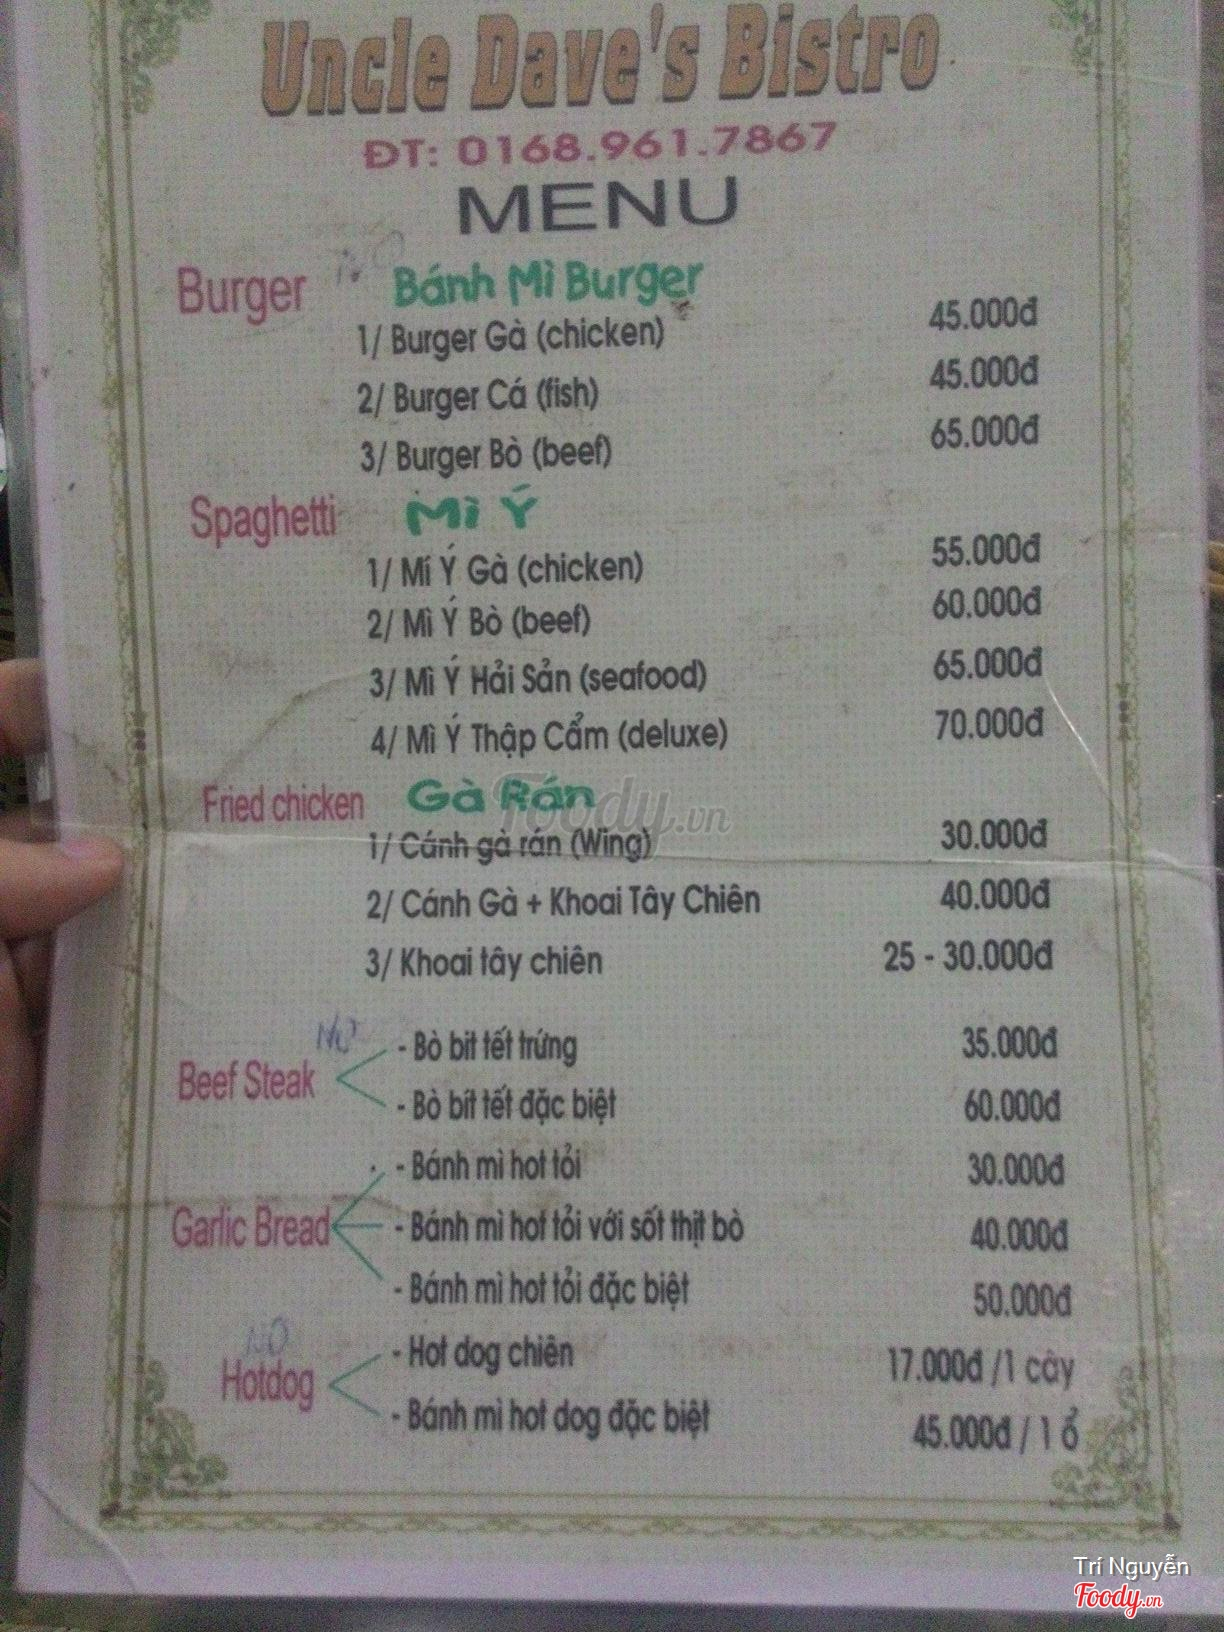 Uncle Dave's Bistro
ĐT: 0168.961.7867
MENU
Burger NO Bánh Mì Burger
1/ Burger Gà (chicken) 45.000đ
2/ Burger Cá (fish) 45.000đ
3/ Burger Bò (beef) 65.000đ
Spaghetti Mì Ý
1/ Mí Ý Gà (chicken) 55.000đ
2/ Mì Ý Bò (beef) 60.000đ
3/ Mì Ý Hải Sản (seafood) 65.000đ
4/ Mì Ý Thập Cẩm (deluxe) 70.000đ
Fried chicken Gà Rán
Foody.vn
1/ Cánh gà rán (Wing) 30.000đ
2/ Cánh Gà + Khoai Tây Chiên 40.000đ
3/ Khoai tây chiên 25 - 30.000đ
NO
Beef Steak
- Bò bit tết trứng 35.000đ
- Bò bít tết đặc biệt 60.000đ
Garlic Bread
- Bánh mì hot tỏi 30.000đ
- Bánh mì hot tỏi với sốt thịt bò 40.000đ
- Bánh mì hot tỏi đặc biệt 50.000đ
NO
Hotdog
- Hot dog chiên 17.000đ /1 cây
- Bánh mì hot dog đặc biệt 45.000đ / 1 ổ
Trí Nguyễn
Foody.vn